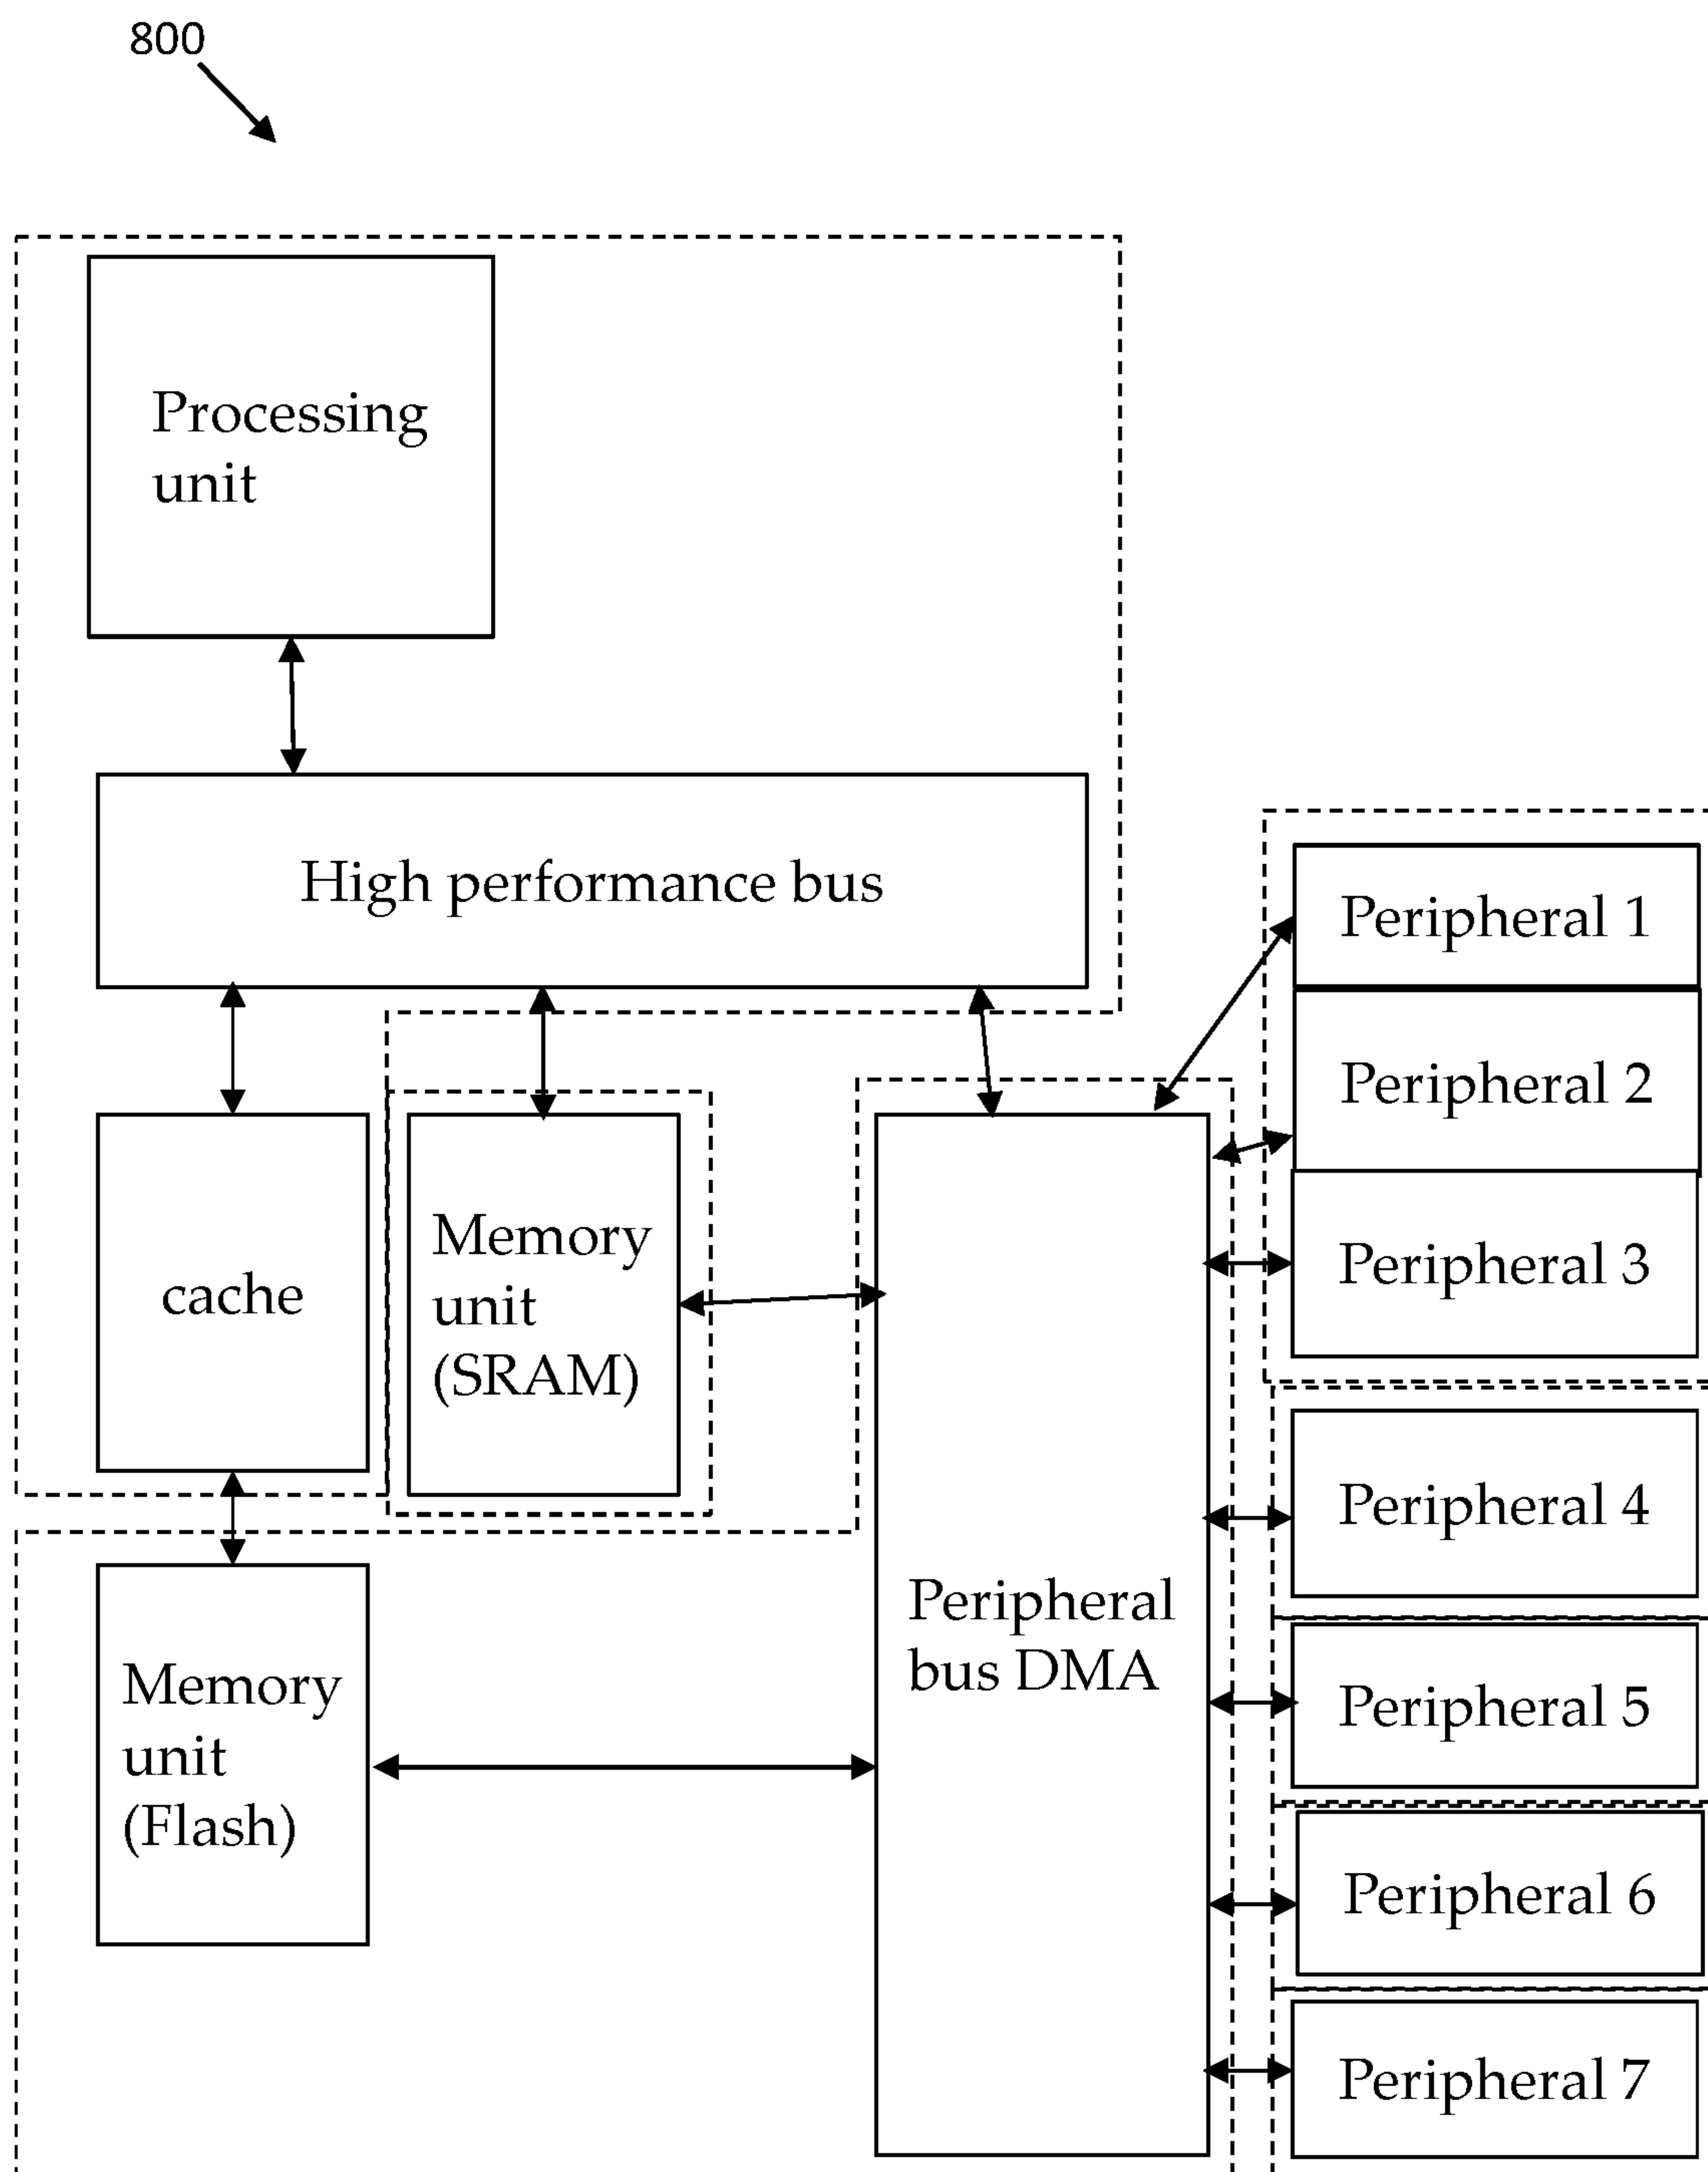 800
Processing
unit
High performance bus
Peripheral 1
Peripheral 2
Peripheral 3
cache
Memory
unit
(SRAM)
Peripheral 4
Peripheral
bus DMA
Peripheral 5
Memory
unit
(Flash)
Peripheral 6
Peripheral 7